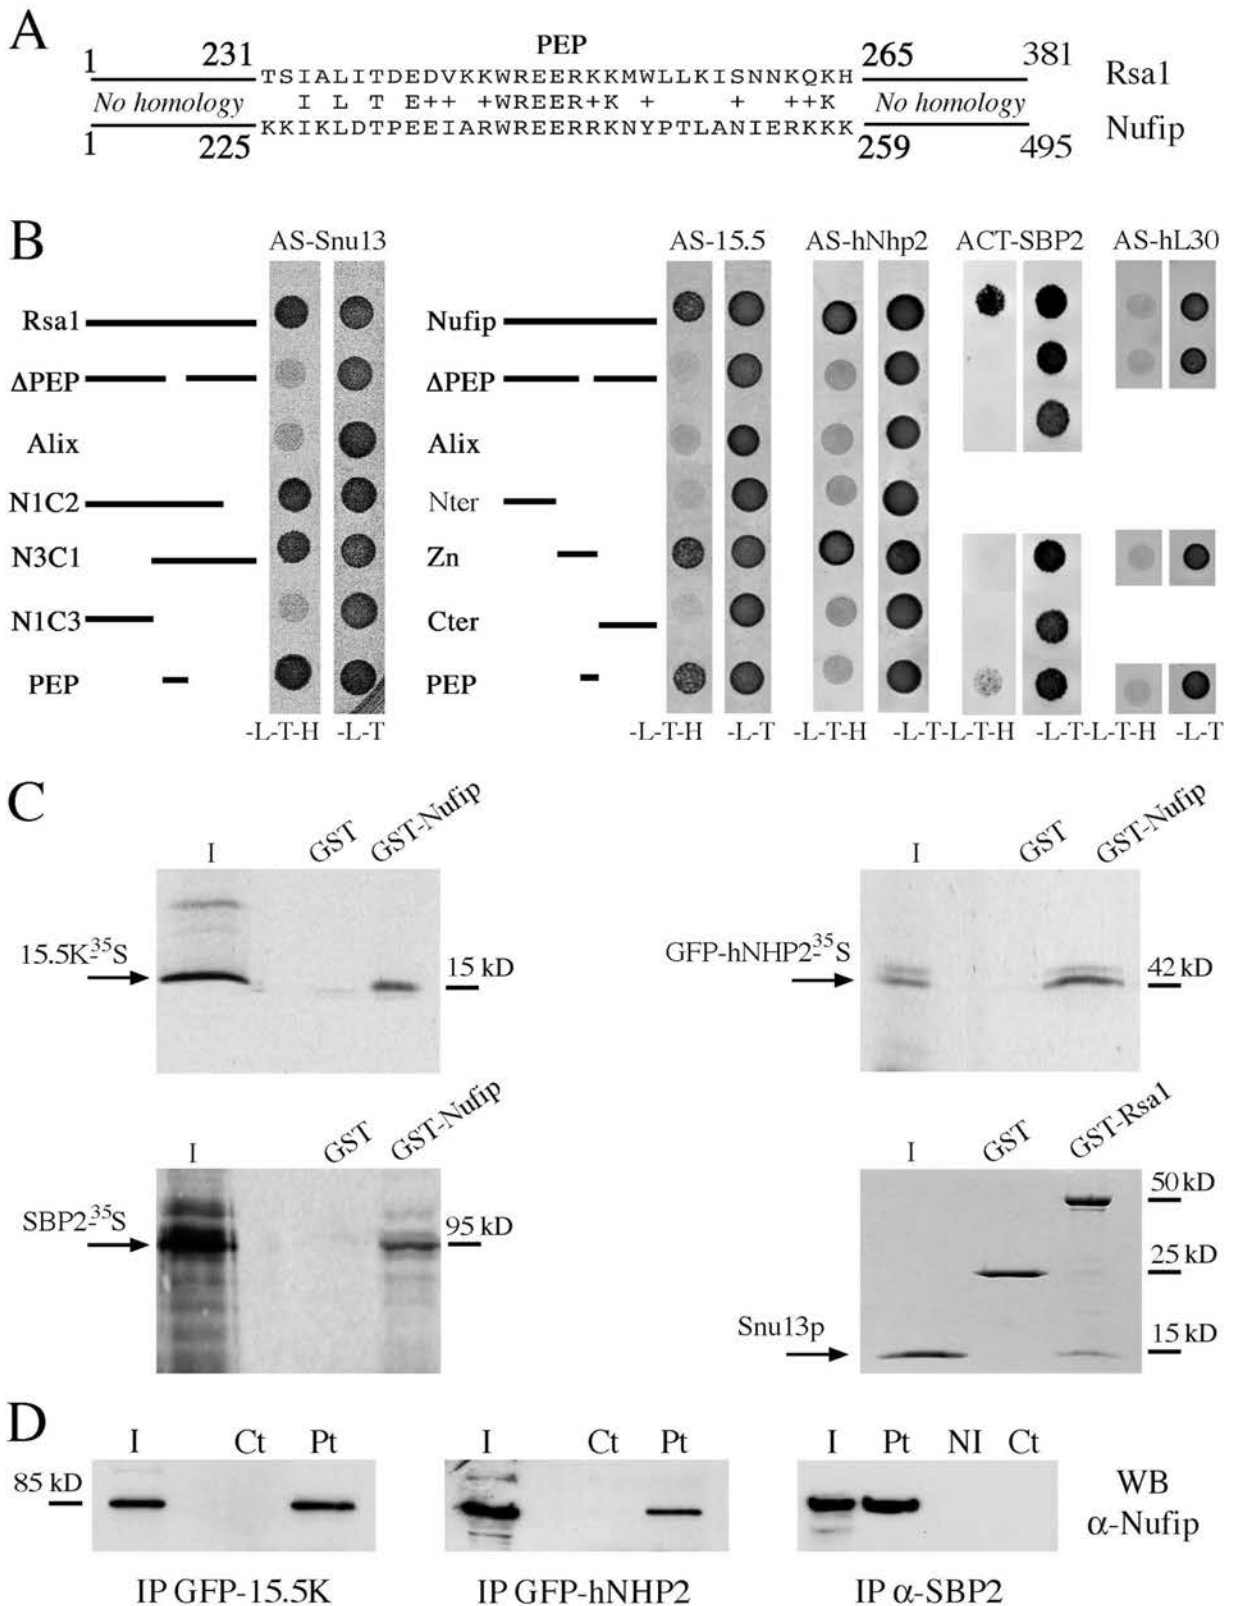 A
PEP
1 231 TSIALITDEDVKKWREERKKMWLLKISNNKQKH 265 381 Rsa1
No homology I L T E++ +WREER+K + + ++K No homology
KKIKLDTPEEIARWREERRKNYPTLANIERKKK Nufip
1 225 259 495
B
AS-Snu13 AS-15.5 AS-hNhp2 ACT-SBP2 AS-hL30
Rsa1 Nufip
ΔPEP ΔPEP
Alix Alix
N1C2 Nter
N3C1 Zn
N1C3 Cter
PEP PEP
-L-T-H -L-T -L-T-H -L-T -L-T-H -L-T-L-T-H -L-T-L-T-H -L-T
C
I GST GST-Nufip
15.5K-35S
15 kD
I GST GST-Nufip
GFP-hNHP2-35S
42 kD
I GST GST-Nufip
SBP2-35S
95 kD
I GST GST-Rsa1
50 kD
25 kD
Snu13p
15 kD
D
I Ct Pt I Ct Pt I Pt NI Ct
85 kD
WB
α-Nufip
IP GFP-15.5K IP GFP-hNHP2 IP α-SBP2